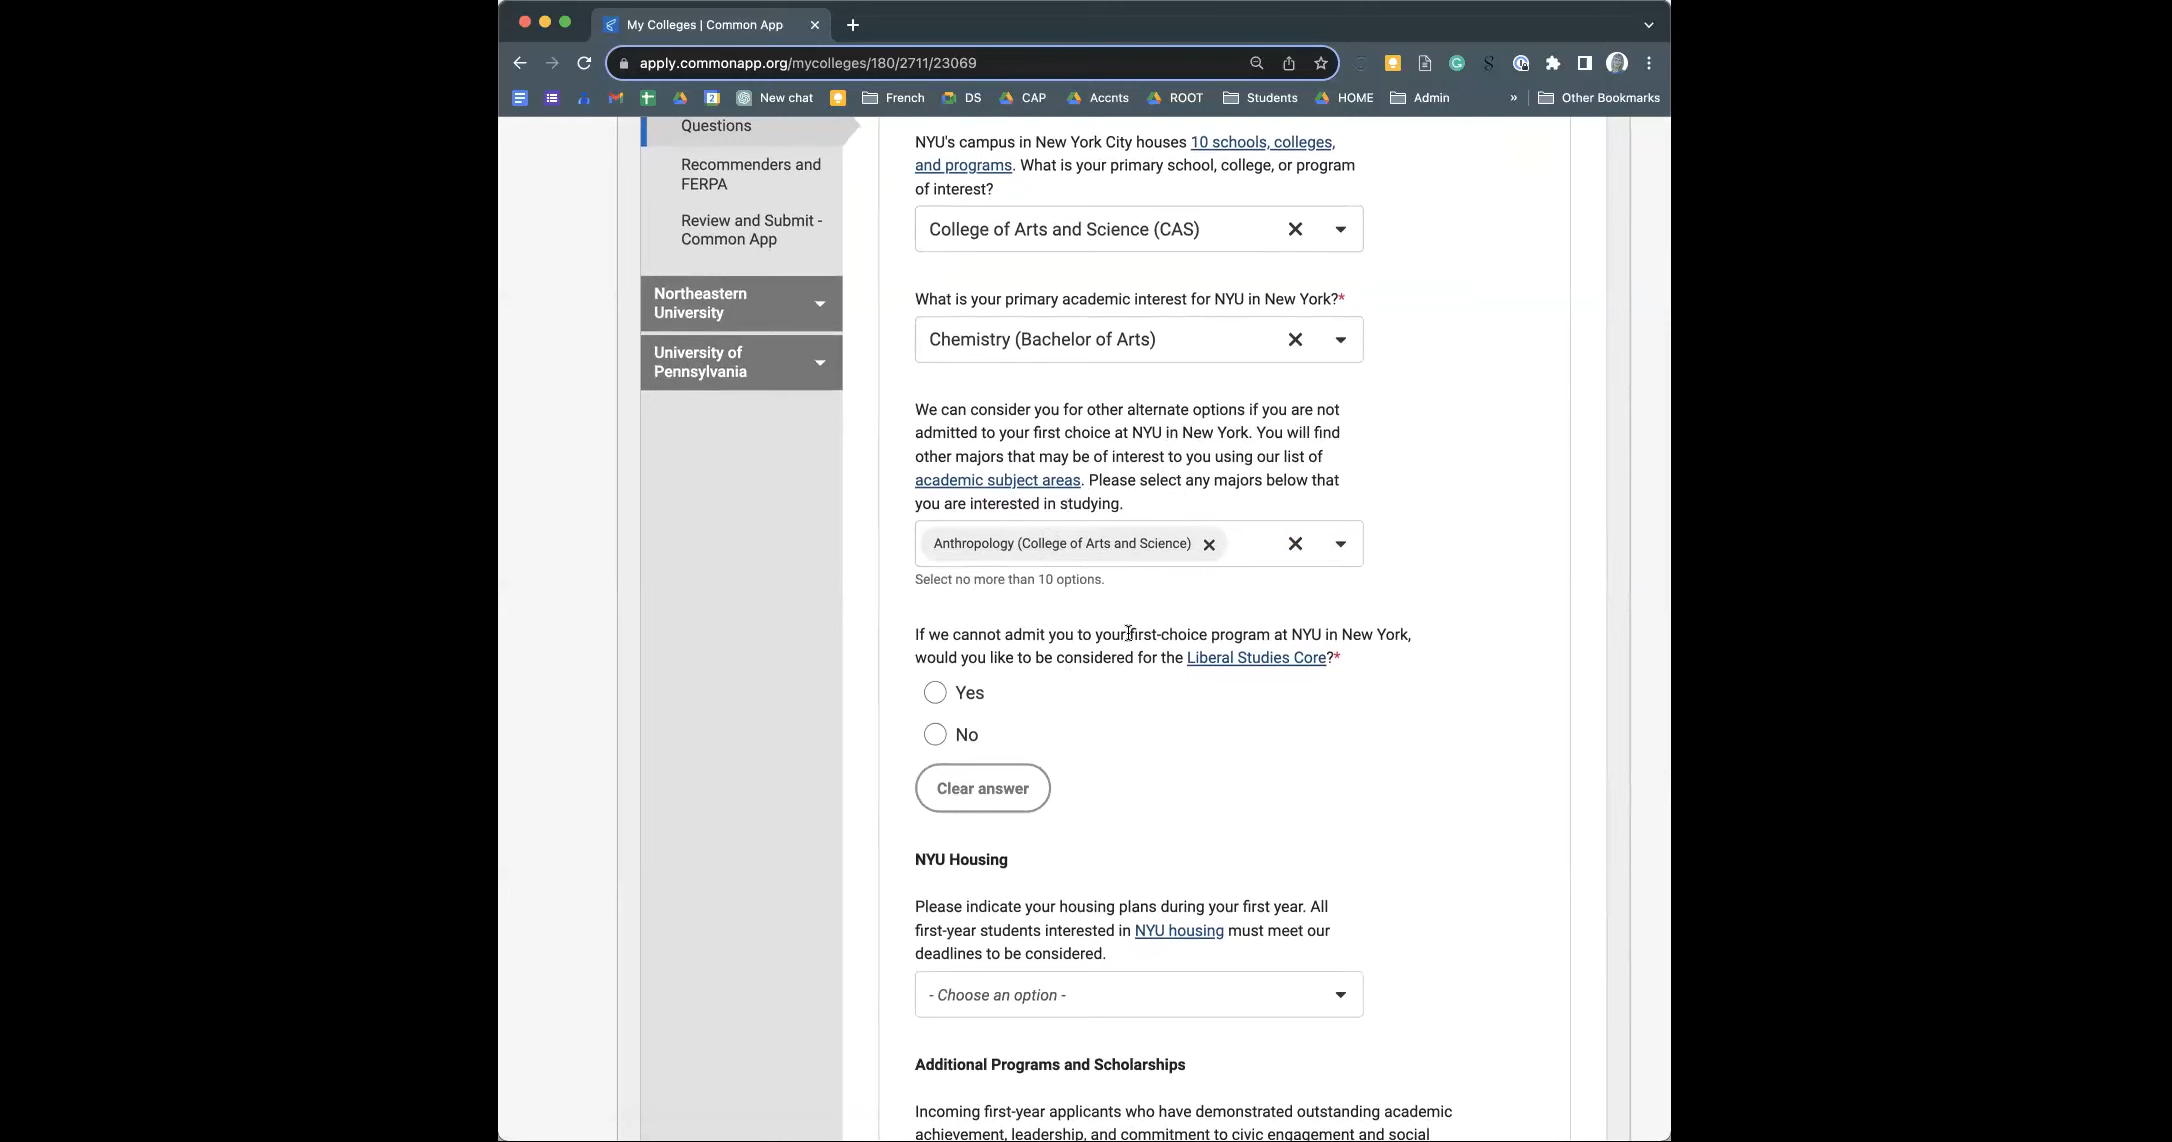 My Colleges | Common App
apply.commonapp.org/mycolleges/180/2711/23069
New chat
French
DS
CAP
Accnts
ROOT
Students
HOME
Admin
»
Other Bookmarks
Questions
Recommenders and
FERPA
Review and Submit -
Common App
Northeastern
University
University of
Pennsylvania
NYU's campus in New York City houses 10 schools, colleges,
and programs. What is your primary school, college, or program
of interest?
College of Arts and Science (CAS)
What is your primary academic interest for NYU in New York?*
Chemistry (Bachelor of Arts)
We can consider you for other alternate options if you are not
admitted to your first choice at NYU in New York. You will find
other majors that may be of interest to you using our list of
academic subject areas. Please select any majors below that
you are interested in studying.
Anthropology (College of Arts and Science)
Select no more than 10 options.
If we cannot admit you to your first-choice program at NYU in New York,
would you like to be considered for the Liberal Studies Core?*
Yes
No
Clear answer
NYU Housing
Please indicate your housing plans during your first year. All
first-year students interested in NYU housing must meet our
deadlines to be considered.
- Choose an option -
Additional Programs and Scholarships
Incoming first-year applicants who have demonstrated outstanding academic
achievement, leadership, and commitment to civic engagement and social